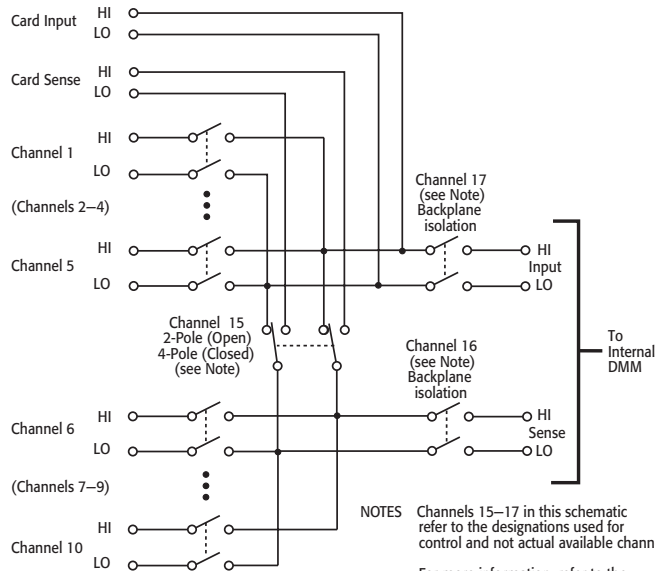 Card Input
HI
LO
Card Sense
HI
LO
Channel 1
HI
LO
(Channels 2–4)
Channel 5
HI
LO
Channel 17
(see Note)
Backplane
isolation
HI
Input
LO
Channel 15
2-Pole (Open)
4-Pole (Closed)
(see Note)
Channel 16
(see Note)
Backplane
isolation
To
Internal
DMM
Channel 6
HI
LO
HI
Sense
LO
(Channels 7–9)
Channel 10
HI
LO
NOTES Channels 15–17 in this schematic
refer to the designations used for
control and not actual available chann